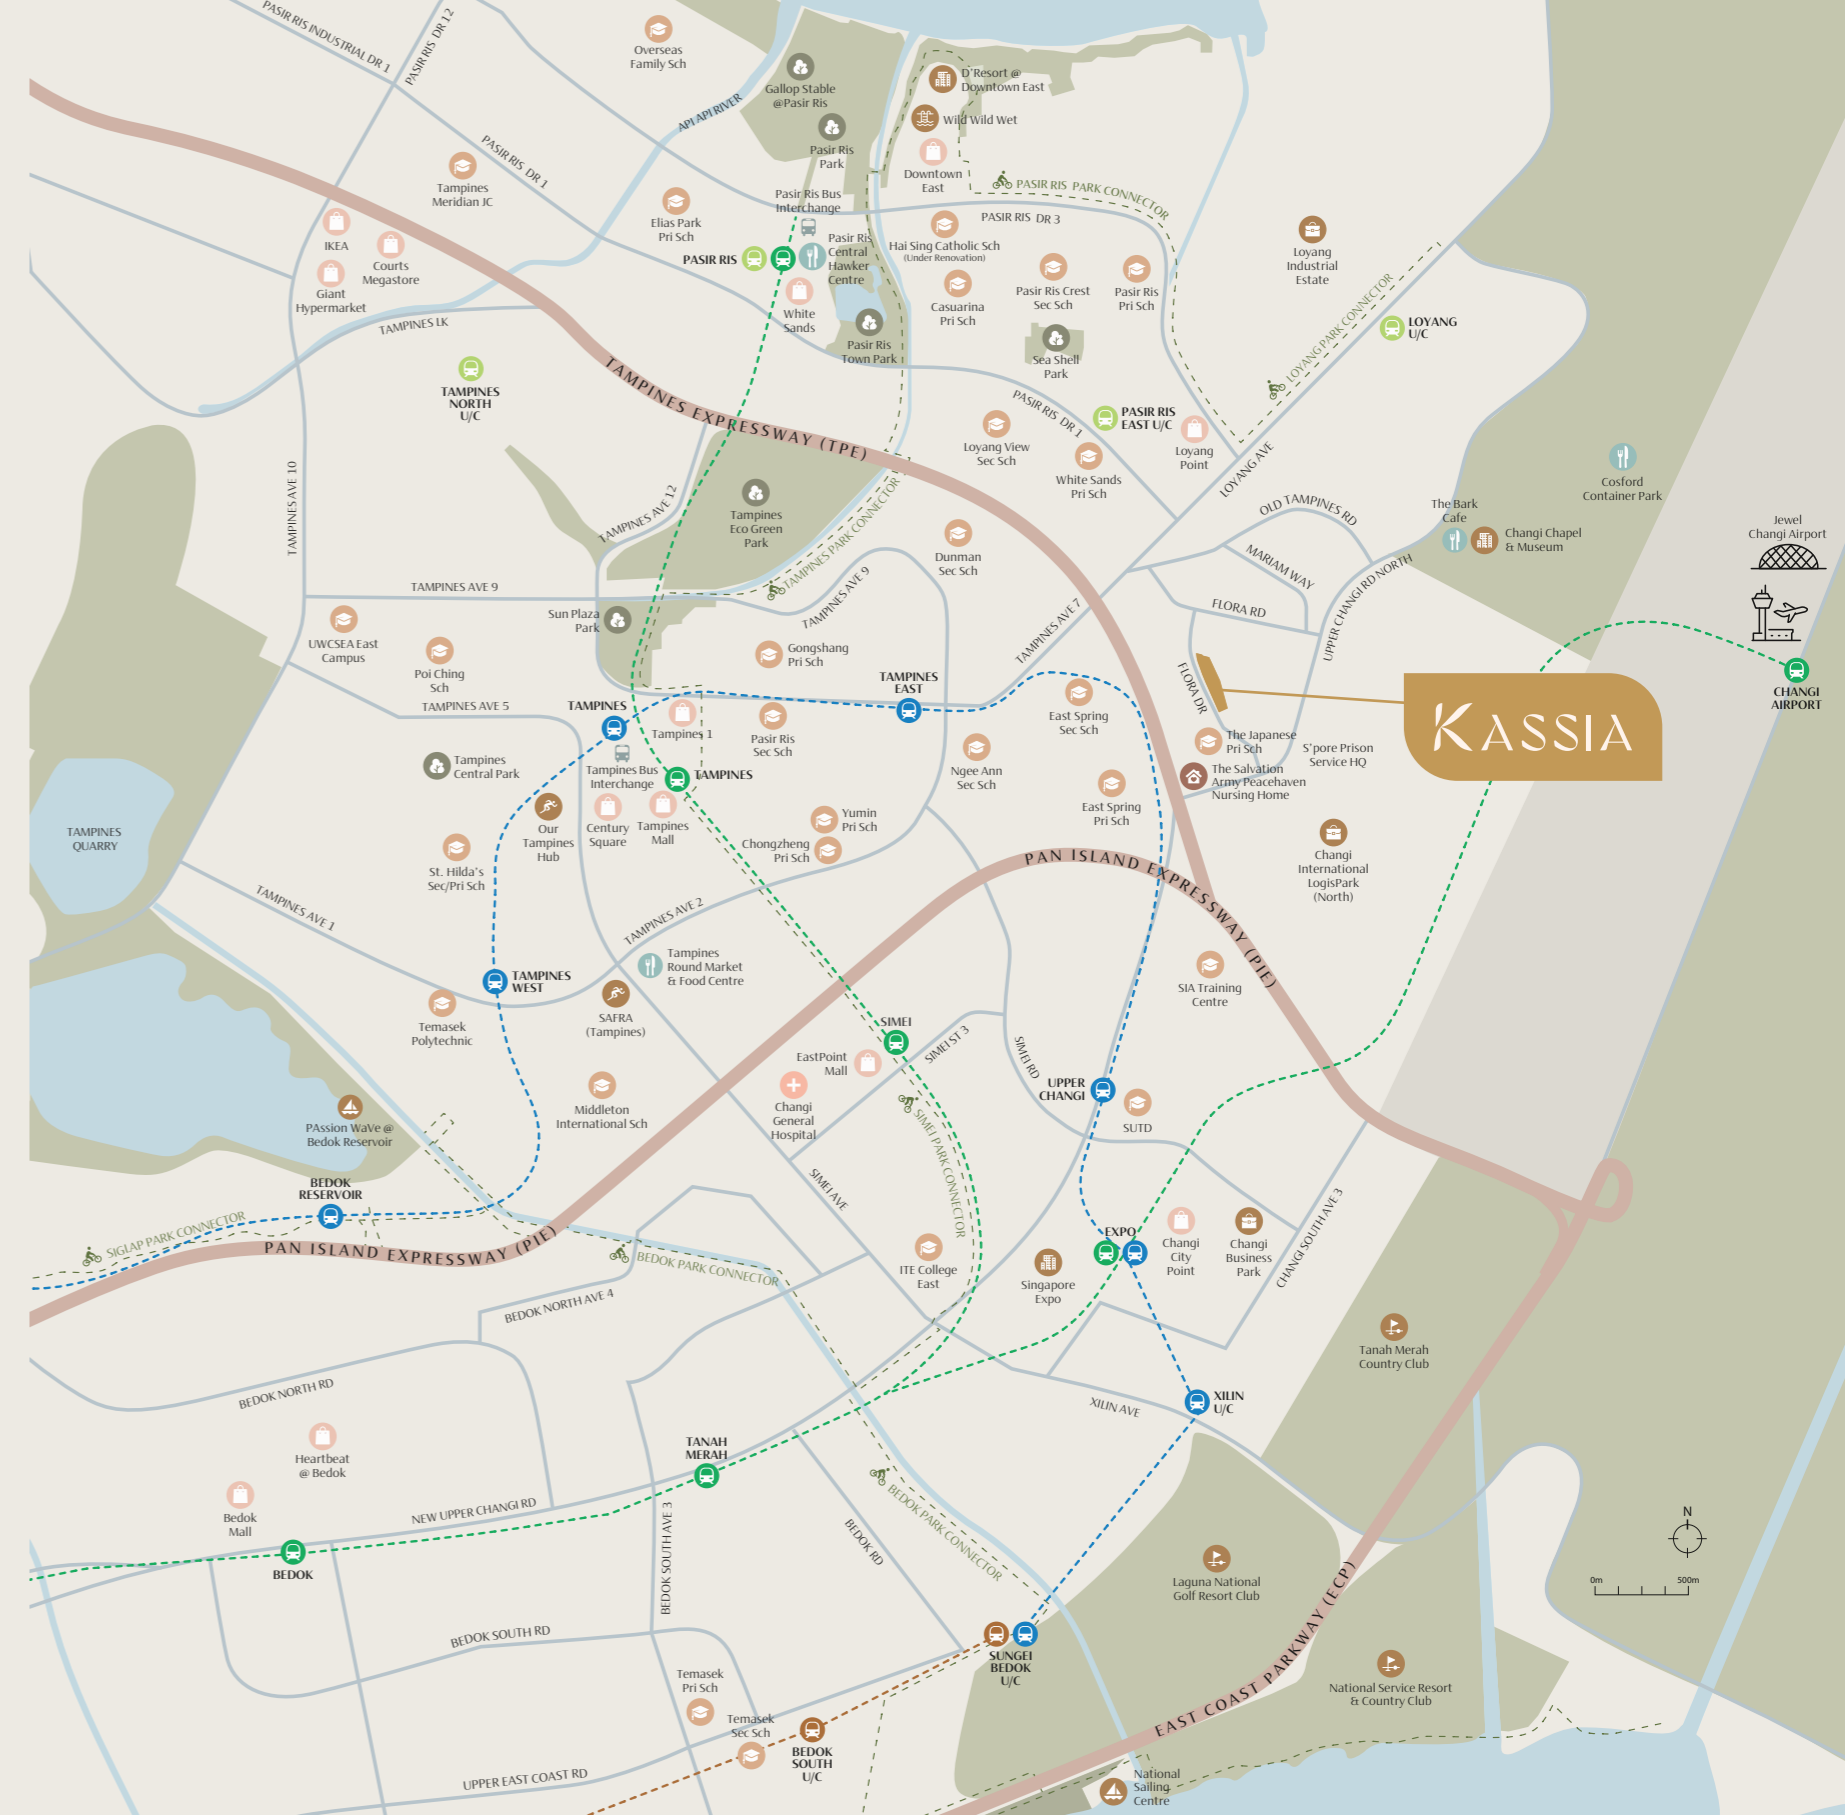 PASIR RIS INDUSTRIAL DR 1
PASIR RIS DR 12
Overseas
Family Sch
API API RIVER
Gallop Stable
@Pasir Ris
Pasir Ris
Park
D'Resort @
Downtown East
Wild Wild Wet
Downtown
East
PASIR RIS PARK CONNECTOR
PASIR RIS DR 1
Tampines
Meridian JC
Elias Park
Pri Sch
Pasir Ris Bus
Interchange
PASIR RIS
Pasir Ris
Central
Hawker
Centre
White
Sands
Pasir Ris
Town Park
PASIR RIS DR 3
Hai Sing Catholic Sch
(Under Renovation)
Casuarina
Pri Sch
Pasir Ris Crest
Sec Sch
Pasir Ris
Pri Sch
Sea Shell
Park
Loyang
Industrial
Estate
LOYANG PARK CONNECTOR
LOYANG
U/C
IKEA
Courts
Megastore
Giant
Hypermarket
TAMPINES LK
TAMPINES
NORTH
U/C
TAMPINES EXPRESSWAY (TPE)
PASIR RIS DR 1
PASIR RIS
EAST U/C
Loyang
Point
Loyang View
Sec Sch
White Sands
Pri Sch
LOYANG AVE
Cosford
Container Park
TAMPINES AVE 10
TAMPINES AVE 12
Tampines
Eco Green
Park
TAMPINES PARK CONNECTOR
Dunman
Sec Sch
OLD TAMPINES RD
MARIAM WAY
FLORA RD
UPPER CHANGI RD NORTH
The Bark
Cafe
Changi Chapel
& Museum
Jewel
Changi Airport
CHANGI
AIRPORT
TAMPINES AVE 9
TAMPINES AVE 9
TAMPINES AVE 7
Sun Plaza
Park
UWCSEA East
Campus
Poi Ching
Sch
Gongshang
Pri Sch
TAMPINES
EAST
East Spring
Sec Sch
FLORA DR
KASSIA
TAMPINES AVE 5
TAMPINES
Tampines 1
Pasir Ris
Sec Sch
The Japanese
Pri Sch
S'pore Prison
Service HQ
The Salvation
Army Peacehaven
Nursing Home
Tampines
Central Park
Tampines Bus
Interchange
TAMPINES
Ngee Ann
Sec Sch
East Spring
Pri Sch
TAMPINES
QUARRY
Our
Tampines
Hub
Century
Square
Tampines
Mall
Yumin
Pri Sch
Chongzheng
Pri Sch
St. Hilda's
Sec/Pri Sch
PAN ISLAND EXPRESSWAY (PIE)
Changi
International
LogisPark
(North)
TAMPINES AVE 1
TAMPINES AVE 2
TAMPINES
WEST
Tampines
Round Market
& Food Centre
SAFRA
(Tampines)
SIA Training
Centre
Temasek
Polytechnic
SIMEI
SIMEI ST 3
SIMEI RD
EastPoint
Mall
Changi
General
Hospital
SIMEI PARK CONNECTOR
UPPER
CHANGI
SUTD
PAssion WaVe @
Bedok Reservoir
Middleton
International Sch
BEDOK
RESERVOIR
SIGLAP PARK CONNECTOR
PAN ISLAND EXPRESSWAY (PIE)
SIMEI AVE
BEDOK PARK CONNECTOR
ITE College
East
EXPO
Singapore
Expo
Changi
City
Point
Changi
Business
Park
CHANGI SOUTH AVE 3
BEDOK NORTH AVE 4
Tanah Merah
Country Club
BEDOK NORTH RD
XILIN AVE
XILIN
U/C
Heartbeat
@ Bedok
Bedok
Mall
TANAH
MERAH
NEW UPPER CHANGI RD
BEDOK
BEDOK SOUTH AVE 3
BEDOK RD
BEDOK PARK CONNECTOR
Laguna National
Golf Resort Club
N
0m
500m
BEDOK SOUTH RD
SUNGEI
BEDOK
U/C
Temasek
Pri Sch
Temasek
Sec Sch
BEDOK
SOUTH
U/C
UPPER EAST COAST RD
EAST COAST PARKWAY (ECP)
National Service Resort
& Country Club
National
Sailing
Centre